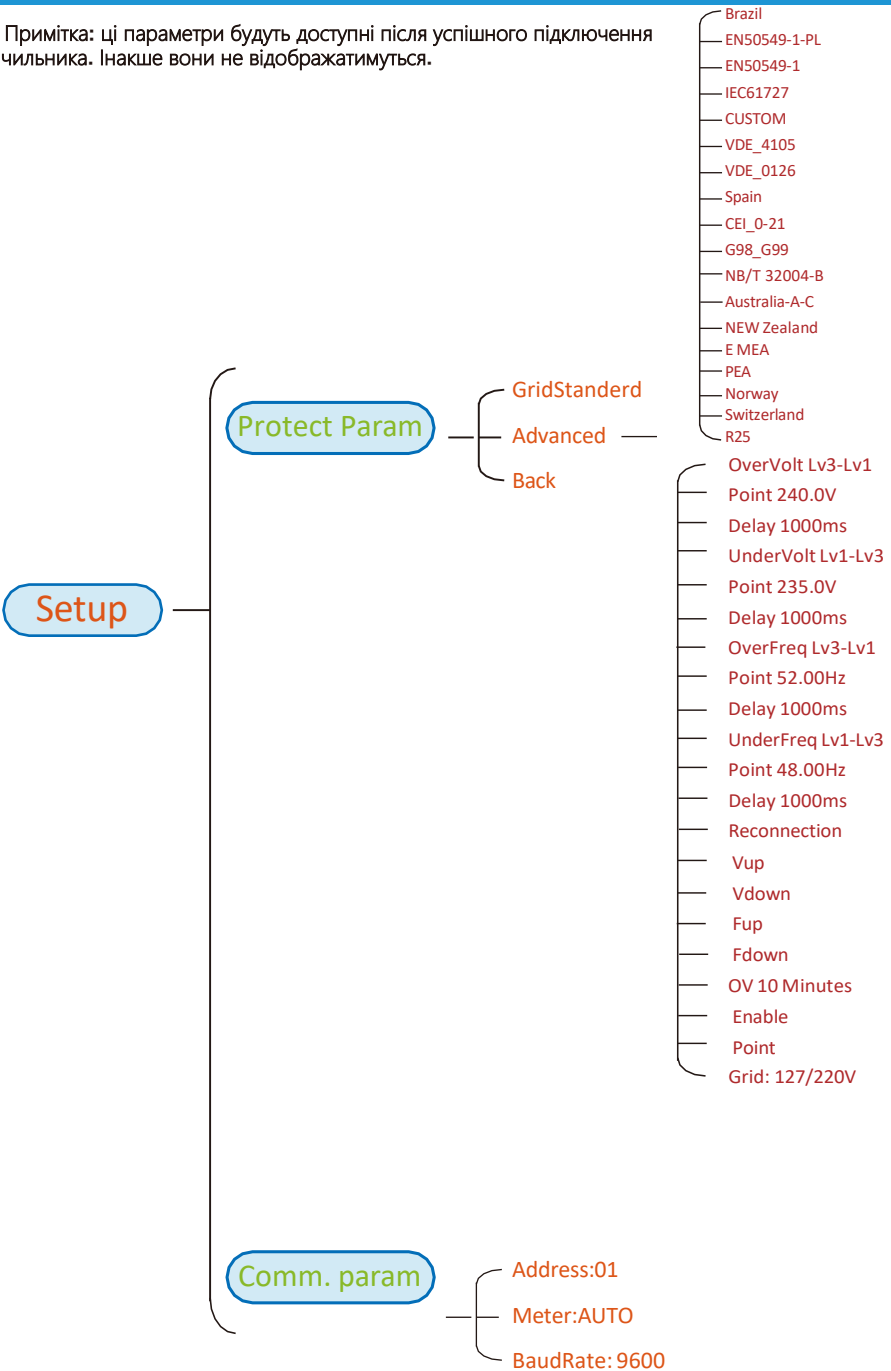 Примітка: ці параметри будуть доступні після успішного підключення
чильника. Інакше вони не відображатимуться.
Brazil
EN50549-1-PL
EN50549-1
IEC61727
CUSTOM
VDE_4105
VDE_0126
Spain
CEI_0-21
G98_G99
NB/T 32004-B
Australia-A-C
NEW Zealand
E MEA
PEA
Norway
Switzerland
R25
Protect Param
GridStanderd
Advanced
Back
OverVolt Lv3-Lv1
Point 240.0V
Delay 1000ms
UnderVolt Lv1-Lv3
Point 235.0V
Delay 1000ms
OverFreq Lv3-Lv1
Point 52.00Hz
Delay 1000ms
UnderFreq Lv1-Lv3
Point 48.00Hz
Delay 1000ms
Reconnection
Vup
Vdown
Fup
Fdown
OV 10 Minutes
Enable
Point
Grid: 127/220V
Setup
Comm. param
Address:01
Meter:AUTO
BaudRate: 9600